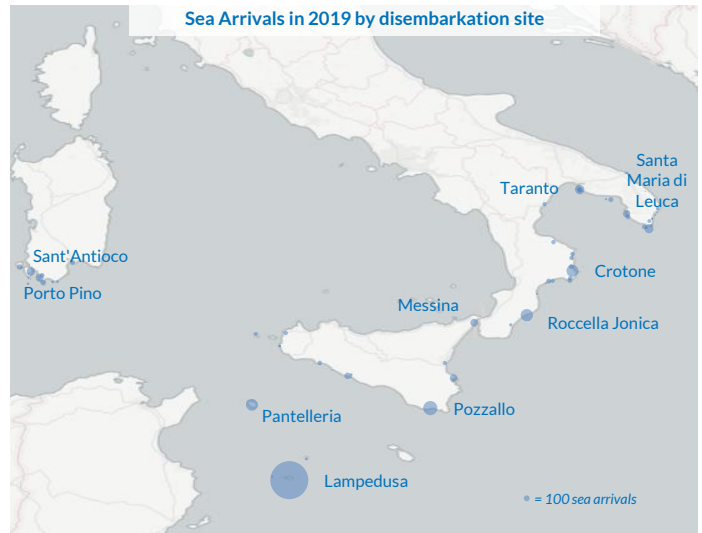 Sea Arrivals in 2019 by disembarkation site
Santa
Maria di
Leuca
Taranto
Sant'Antioco
Crotone
Porto Pino
Messina
Roccella Jonica
Pozzallo
Pantelleria
Lampedusa
= 100 sea arrivals